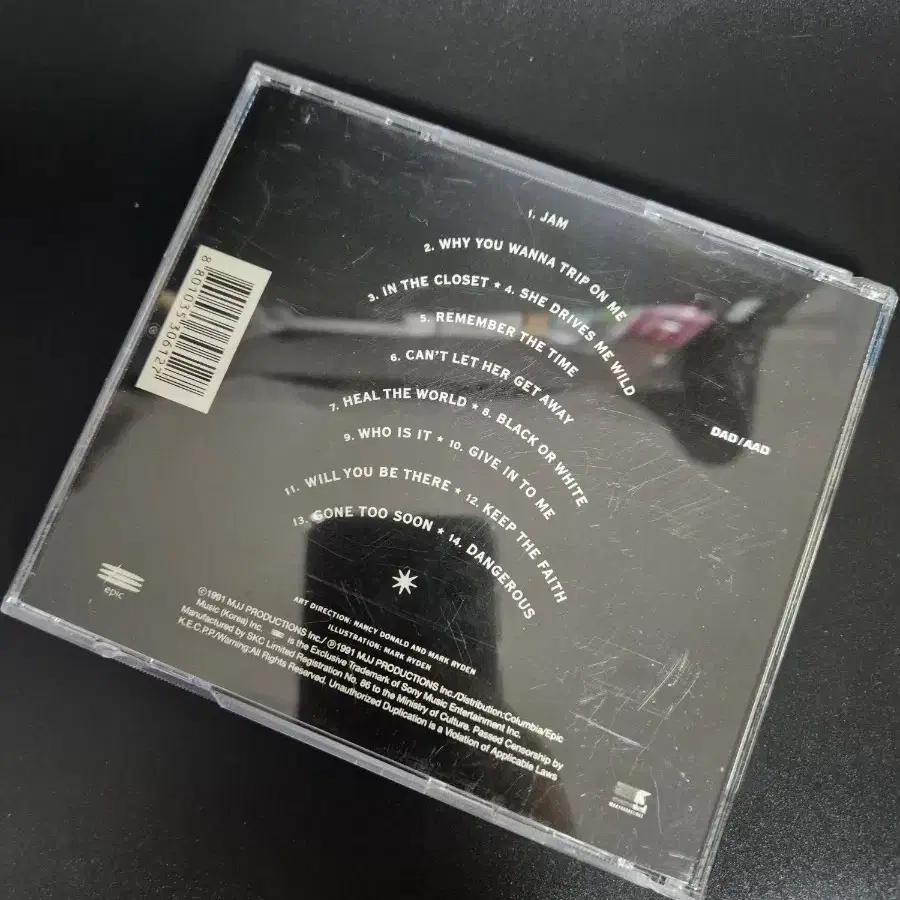 1. JAM
2. WHY YOU WANNA TRIP ON ME
3. IN THE CLOSET ★ 4. SHE DRIVES ME WILD
5. REMEMBER THE TIME
6. CAN'T LET HER GET AWAY
7. HEAL THE WORLD ★ 8. BLACK OR WHITE
9. WHO IS IT ★ 10. GIVE IN TO ME
11. WILL YOU BE THERE ★ 12. KEEP THE FAITH
13. GONE TOO SOON ★ 14. DANGEROUS
DAD / AAD
8 801035 306127
epic
ART DIRECTION: NANCY DONALD AND MARK RYDEN
ILLUSTRATION: MARK RYDEN
©1991 MJJ PRODUCTIONS Inc./ ℗1991 MJJ PRODUCTIONS Inc./Distribution:Columbia/Epic
Music (Korea) Inc. is the Exclusive Trademark of Sony Music Entertainment Inc.
Manufactured by SKC Limited Registration No. 86 to the Ministry of Culture. Passed Censorship by
K.E.C.P.P./Warning:All Rights Reserved. Unauthorized Duplication is a Violation of Applicable Laws